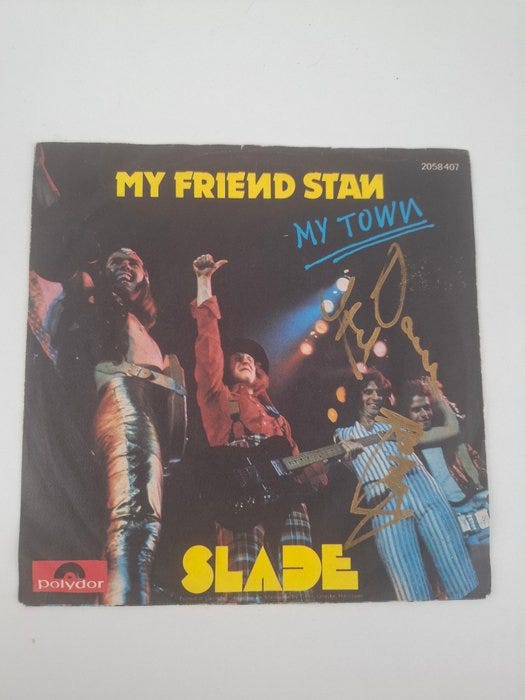 2058 407
MY FRIEND STAN
MY TOWN
SLADE
polydor